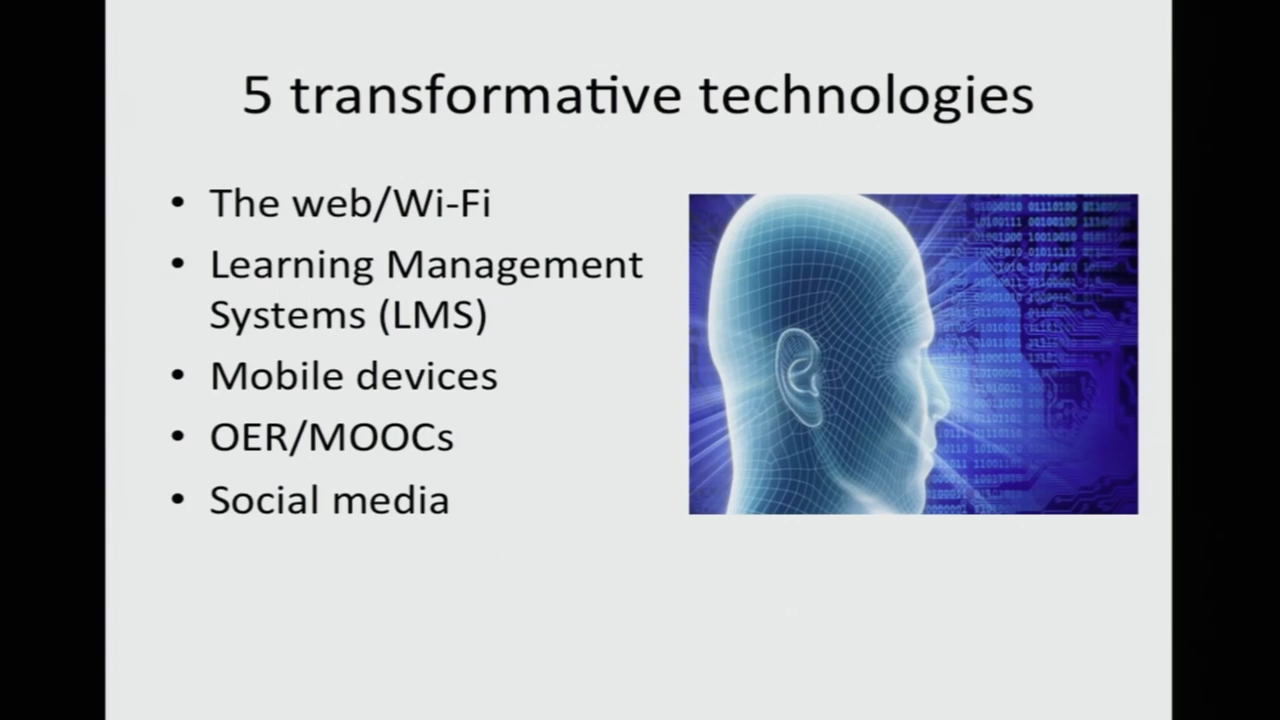 5 transformative technologies
• The web/Wi-Fi
• Learning Management
Systems (LMS)
• Mobile devices
• OER/MOOCs
• Social media